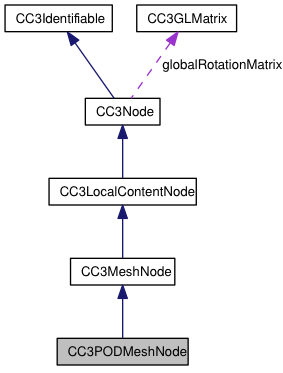 CC3Identifiable
CC3GLMatrix
globalRotationMatrix
CC3Node
CC3LocalContentNode
CC3MeshNode
CC3PODMeshNode